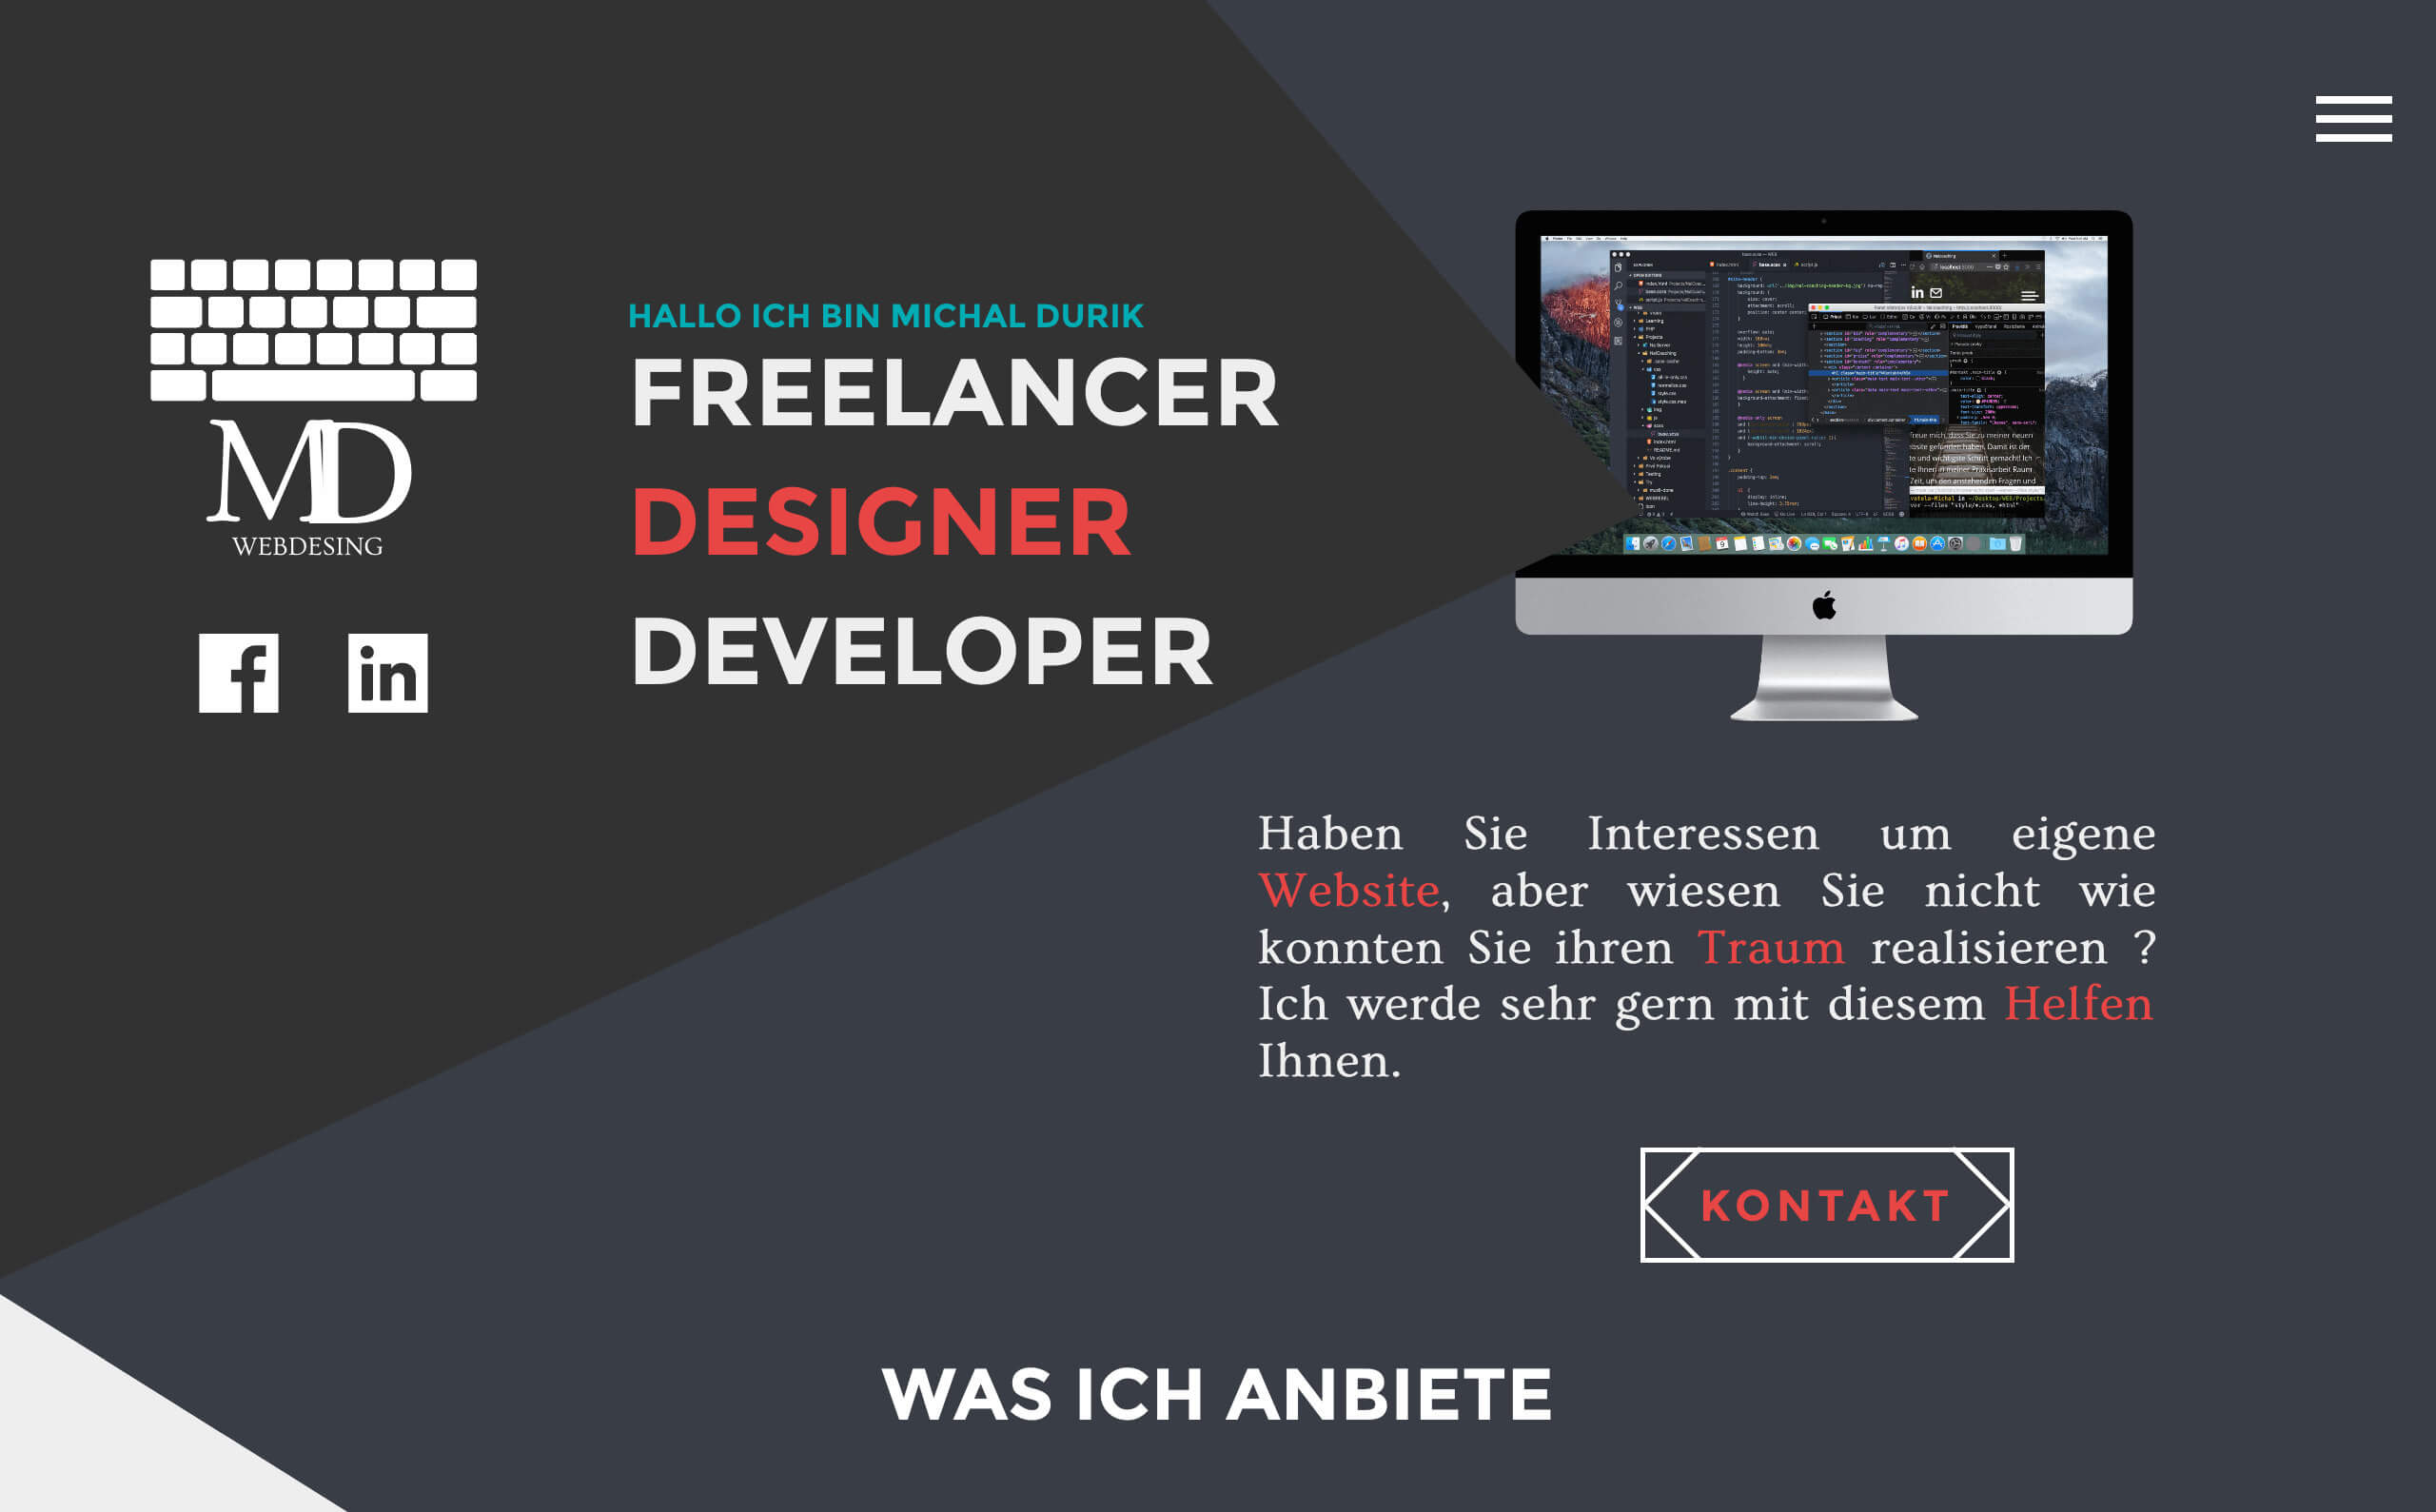 MD
WEBDESING
HALLO ICH BIN MICHAL DURIK
FREELANCER
DESIGNER
DEVELOPER
Haben Sie Interessen um eigene
Website, aber wiesen Sie nicht wie
konnten Sie ihren Traum realisieren ?
Ich werde sehr gern mit diesem Helfen
Ihnen.
KONTAKT
WAS ICH ANBIETE